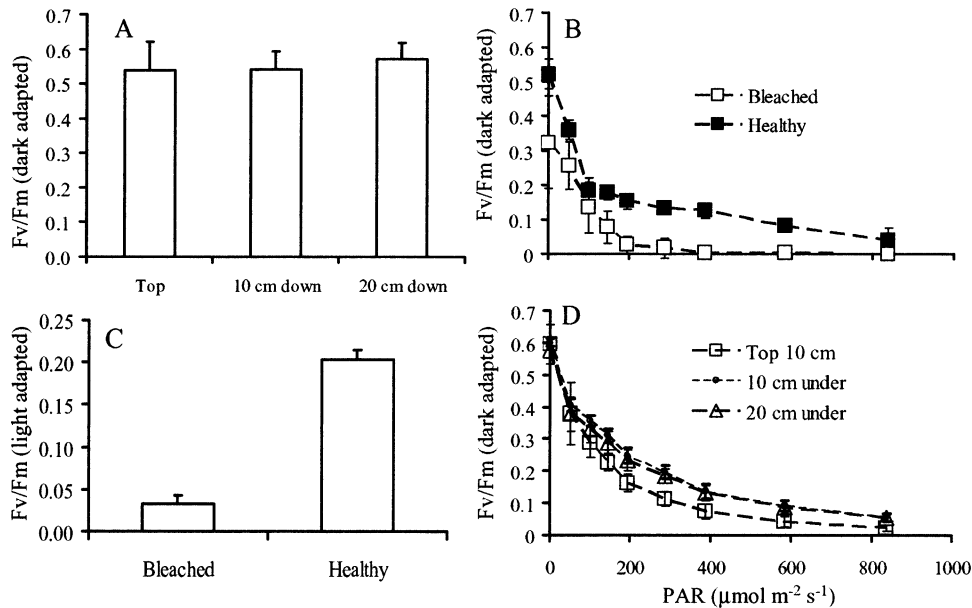 A
Fv/Fm (dark adapted)
0.7
0.6
0.5
0.4
0.3
0.2
0.1
0.0
Top
10 cm down
20 cm down
B
Fv/Fm (dark adapted)
0.7
0.6
0.5
0.4
0.3
0.2
0.1
0
Bleached
Healthy
C
Fv/Fm (light adapted)
0.25
0.20
0.15
0.10
0.05
0.00
Bleached
Healthy
D
Fv/Fm (dark adapted)
0.7
0.6
0.5
0.4
0.3
0.2
0.1
0
Top 10 cm
10 cm under
20 cm under
0
200
400
600
800
1000
PAR (μmol m⁻² s⁻¹)